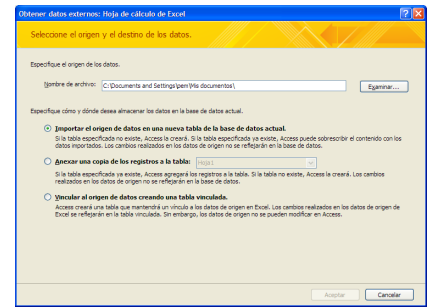 Obtener datos externos: Hoja de cálculo de Excel
Seleccione el origen y el destino de los datos.
Especifique el origen de los datos.
Nombre de archivo: C:\Documents and Settings\pem\Mis documentos\ Examinar...
Especifique cómo y dónde desea almacenar los datos en la base de datos actual.
Importar el origen de datos en una nueva tabla de la base de datos actual.
Si la tabla especificada no existe, Access la creará. Si la tabla especificada ya existe, Access puede sobrescribir el contenido con los
datos importados. Los cambios realizados en los datos de origen no se reflejarán en la base de datos.
Anexar una copia de los registros a la tabla: Hoja1
Si la tabla especificada ya existe, Access agregará los registros a la tabla. Si la tabla no existe, Access la creará. Los cambios
realizados en los datos de origen no se reflejarán en la base de datos.
Vincular al origen de datos creando una tabla vinculada.
Access creará una tabla que mantendrá un vínculo a los datos de origen en Excel. Los cambios realizados en los datos de origen de
Excel se reflejarán en la tabla vinculada. Sin embargo, los datos de origen no se pueden modificar en Access.
Aceptar Cancelar